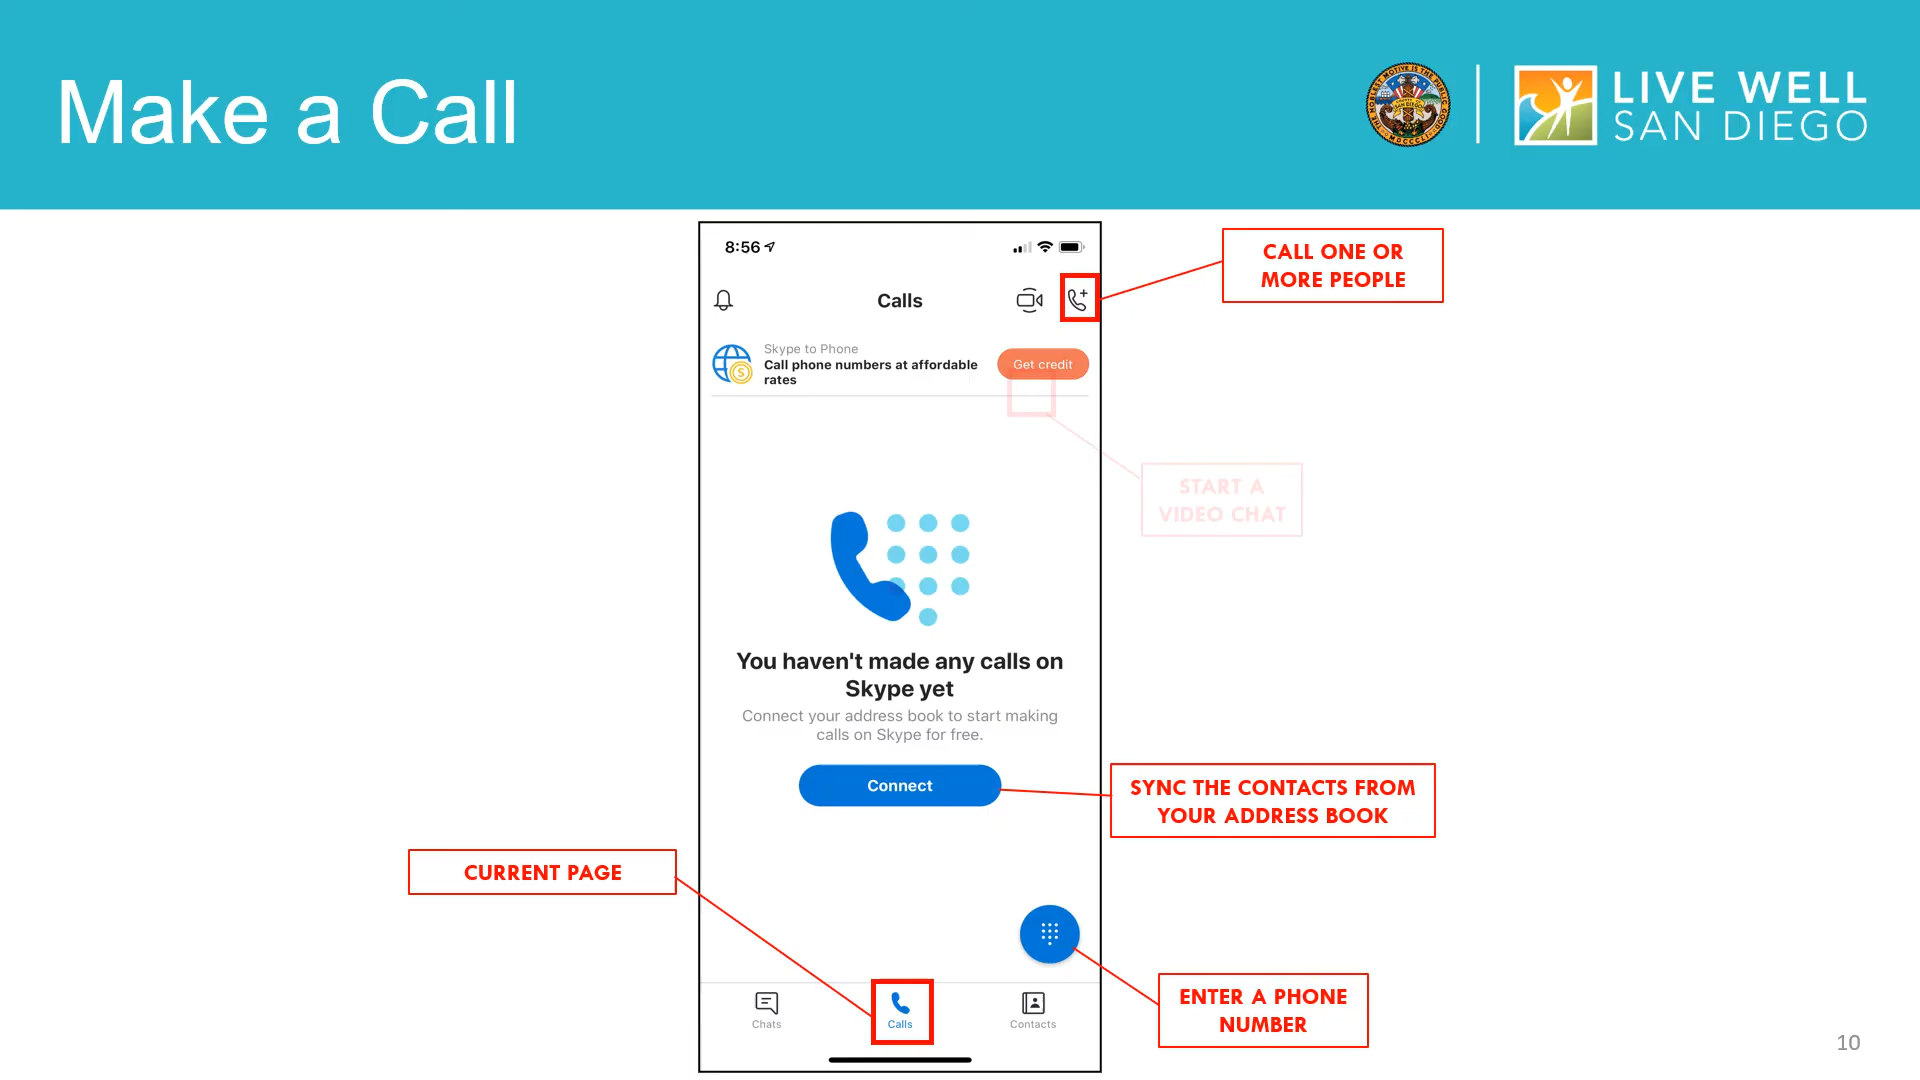 Make a Call
LIVE WELL
SAN DIEGO
8:56
CALL ONE OR
MORE PEOPLE
Calls
Skype to Phone
Call phone numbers at affordable
rates
Get credit
START A
VIDEO CHAT
You haven't made any calls on
Skype yet
Connect your address book to start making
calls on Skype for free.
Connect
SYNC THE CONTACTS FROM
YOUR ADDRESS BOOK
CURRENT PAGE
ENTER A PHONE
NUMBER
Chats
Calls
Contacts
10